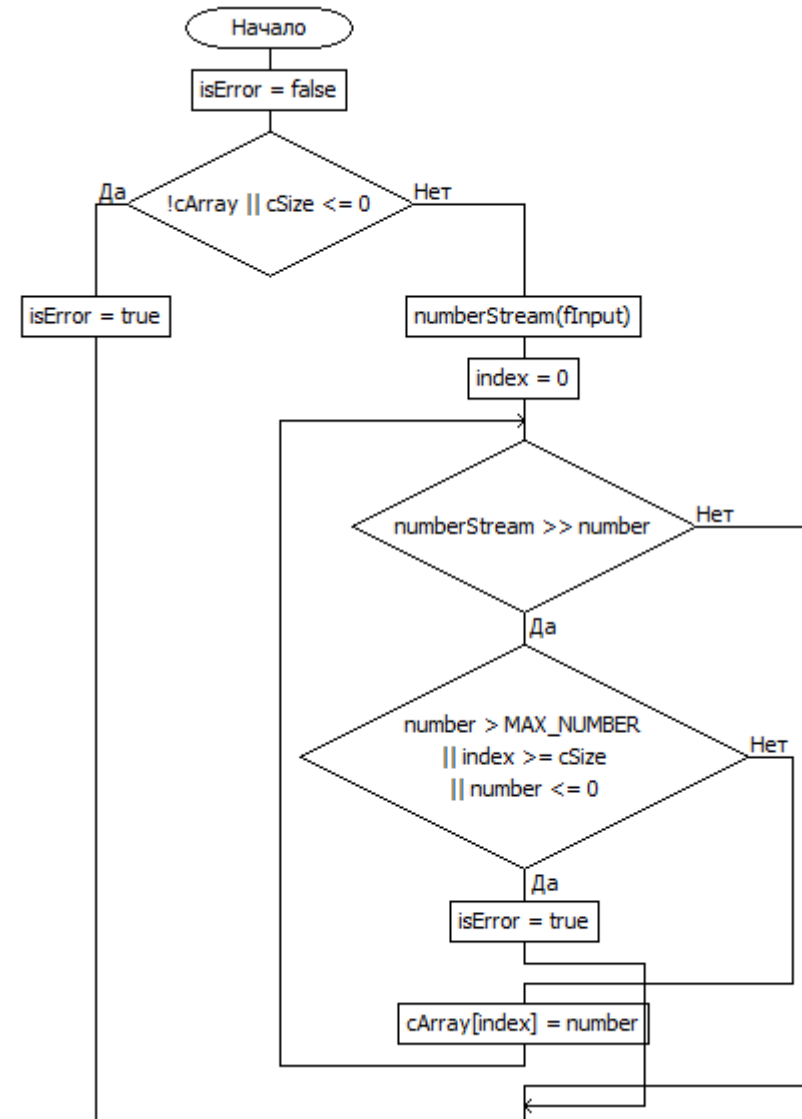 Начало
isError = false
Да
!cArray || cSize <= 0
Нет
isError = true
numberStream(fInput)
index = 0
numberStream >> number
Нет
Да
number > MAX_NUMBER
|| index >= cSize
|| number <= 0
Нет
Да
isError = true
cArray[index] = number